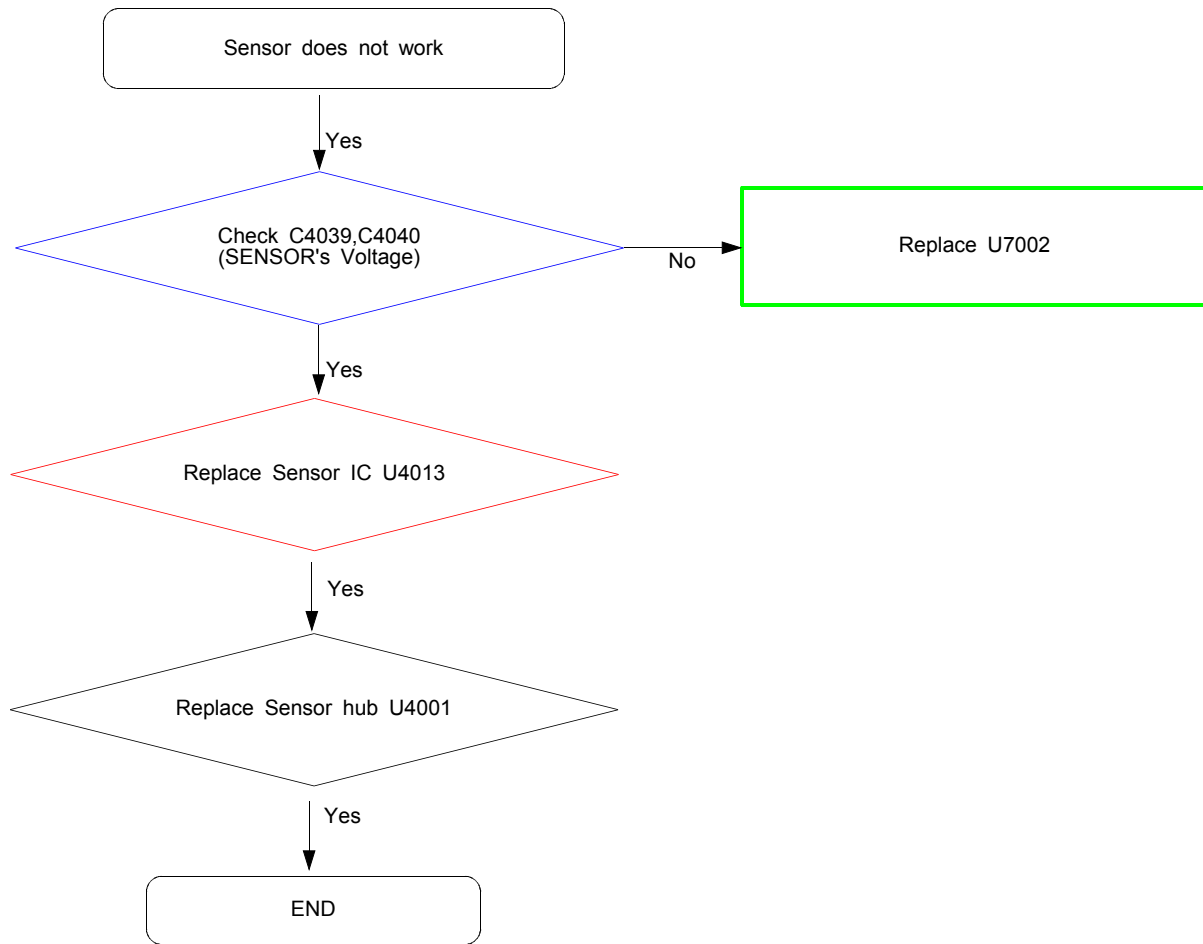 Sensor does not work
Yes
Check C4039,C4040
(SENSOR's Voltage)
No
Replace U7002
Yes
Replace Sensor IC U4013
Yes
Replace Sensor hub U4001
Yes
END